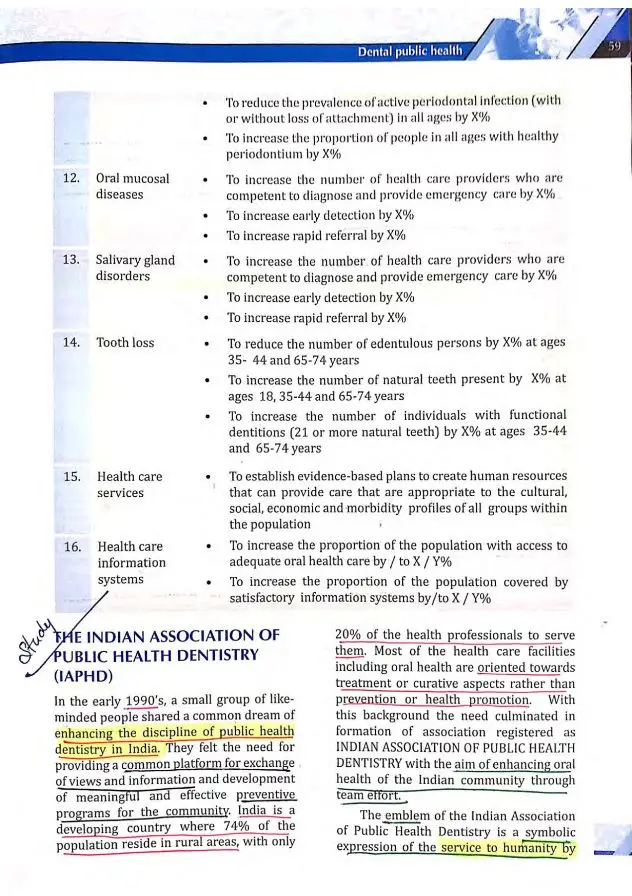 Dental public health
59
• To reduce the prevalence of active periodontal infection (with
or without loss of attachment) in all ages by X%
• To increase the proportion of people in all ages with healthy
periodontium by X%
12. Oral mucosal diseases
• To increase the number of health care providers who are
competent to diagnose and provide emergency care by X%
• To increase early detection by X%
• To increase rapid referral by X%
13. Salivary gland disorders
• To increase the number of health care providers who are
competent to diagnose and provide emergency care by X%
• To increase early detection by X%
• To increase rapid referral by X%
14. Tooth loss
• To reduce the number of edentulous persons by X% at ages
35- 44 and 65-74 years
• To increase the number of natural teeth present by X% at
ages 18, 35-44 and 65-74 years
• To increase the number of individuals with functional
dentitions (21 or more natural teeth) by X% at ages 35-44
and 65-74 years
15. Health care services
• To establish evidence-based plans to create human resources
that can provide care that are appropriate to the cultural,
social, economic and morbidity profiles of all groups within
the population
16. Health care information systems
• To increase the proportion of the population with access to
adequate oral health care by / to X / Y%
• To increase the proportion of the population covered by
satisfactory information systems by/to X / Y%
Study
THE INDIAN ASSOCIATION OF
PUBLIC HEALTH DENTISTRY
(IAPHD)
In the early 1990's, a small group of like-
minded people shared a common dream of
enhancing the discipline of public health
dentistry in India. They felt the need for
providing a common platform for exchange
of views and information and development
of meaningful and effective preventive
programs for the community. India is a
developing country where 74% of the
population reside in rural areas, with only
20% of the health professionals to serve
them. Most of the health care facilities
including oral health are oriented towards
treatment or curative aspects rather than
prevention or health promotion. With
this background the need culminated in
formation of association registered as
INDIAN ASSOCIATION OF PUBLIC HEALTH
DENTISTRY with the aim of enhancing oral
health of the Indian community through
team effort.
The emblem of the Indian Association
of Public Health Dentistry is a symbolic
expression of the service to humanity by